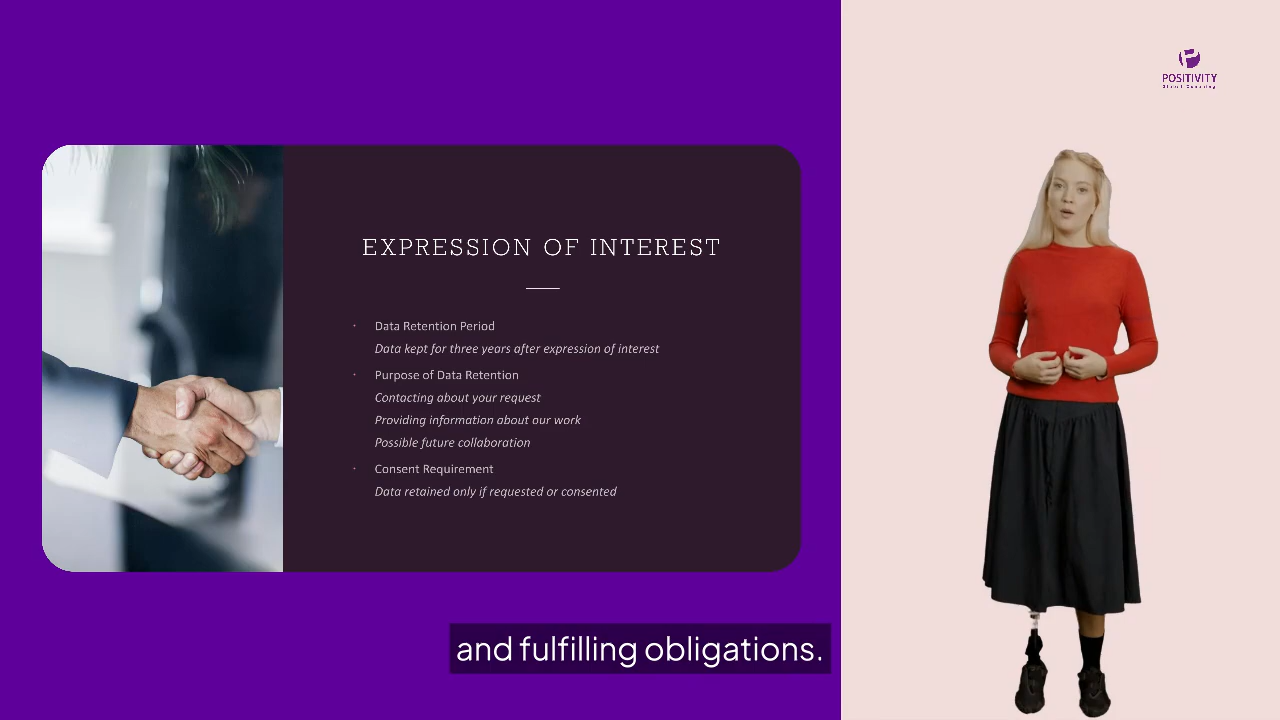 POSITIVITY
EXPRESSION OF INTEREST
· Data Retention Period
Data kept for three years after expression of interest
· Purpose of Data Retention
Contacting about your request
Providing information about our work
Possible future collaboration
· Consent Requirement
Data retained only if requested or consented
and fulfilling obligations.